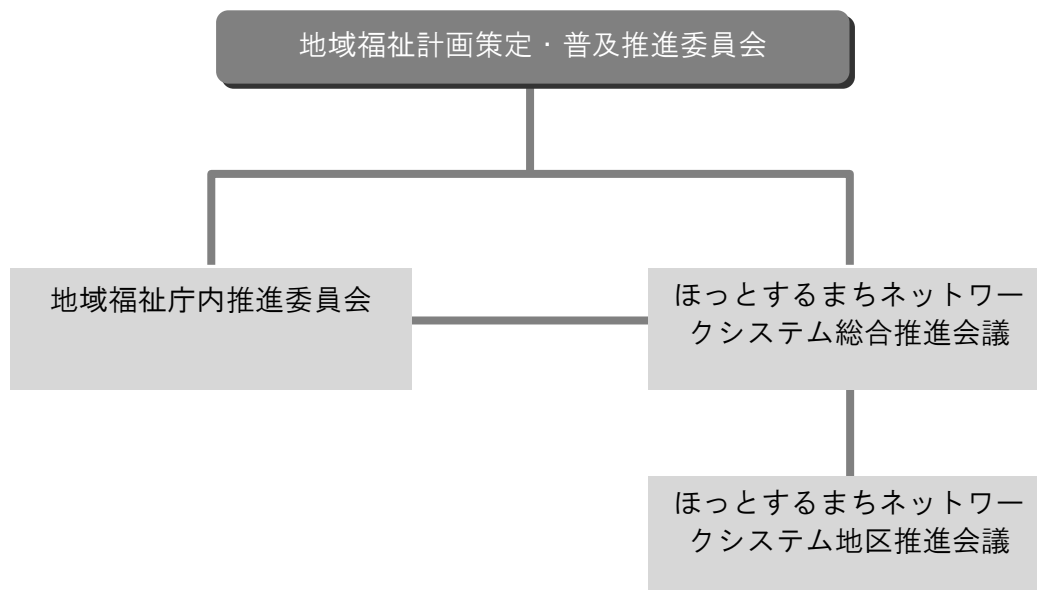 地域福祉計画策定・普及推進委員会
地域福祉庁内推進委員会
ほっとするまちネットワー
クシステム総合推進会議
ほっとするまちネットワー
クシステム地区推進会議